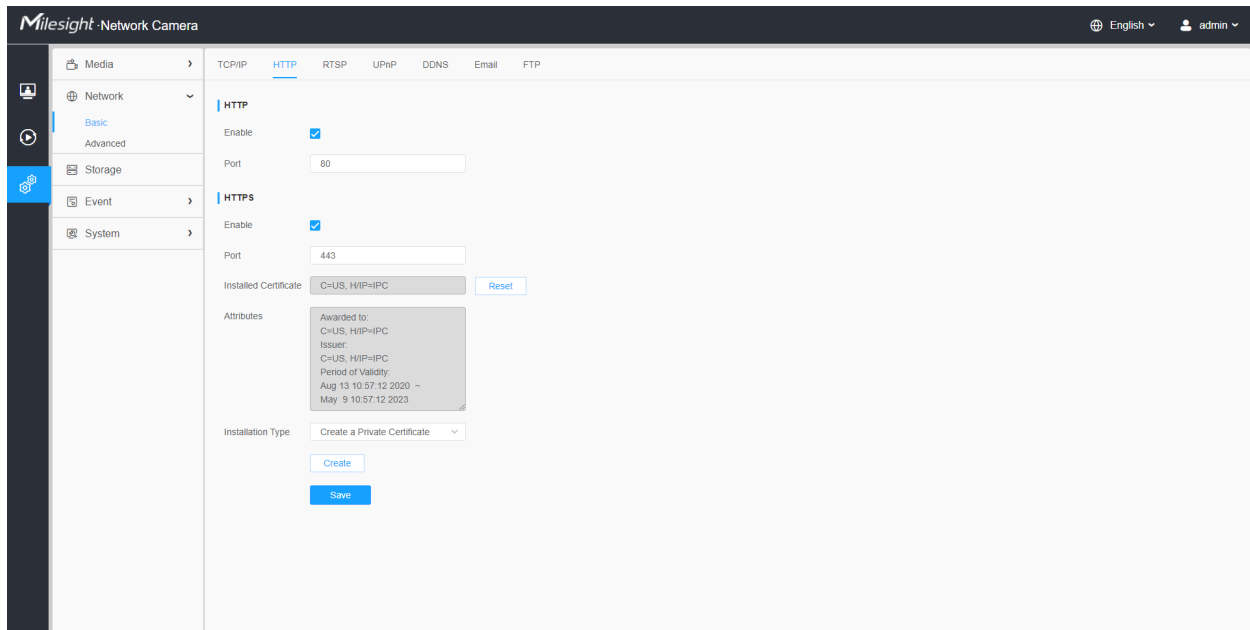 Milesight ·Network Camera
English
admin
Media
Network
Basic
Advanced
Storage
Event
System
TCP/IP HTTP RTSP UPnP DDNS Email FTP
HTTP
Enable
Port 80
HTTPS
Enable
Port 443
Installed Certificate C=US, H/IP=IPC Reset
Attributes
Awarded to:
C=US, H/IP=IPC
Issuer:
C=US, H/IP=IPC
Period of Validity:
Aug 13 10:57:12 2020 ~
May 9 10:57:12 2023
Installation Type Create a Private Certificate
Create
Save